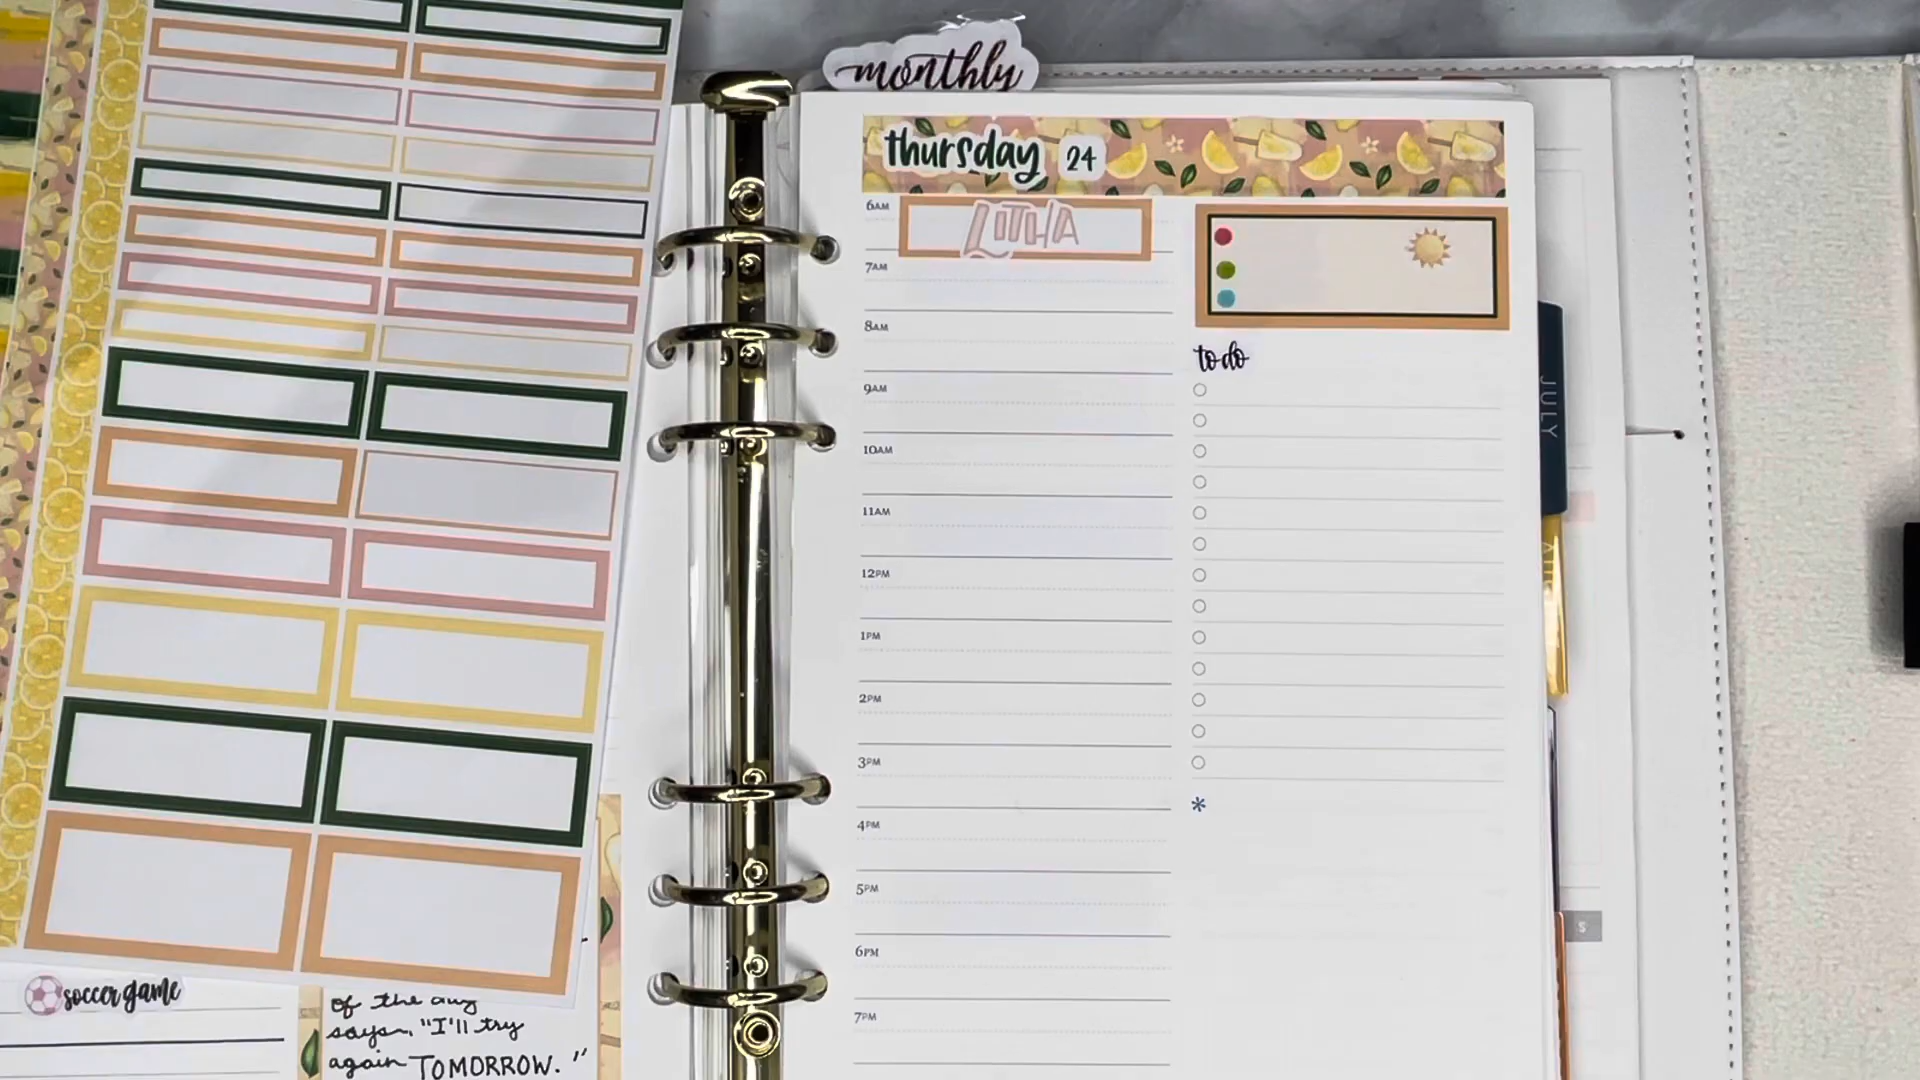 monthly
thursday 24
6AM
LITHA
7AM
8AM
to do
9AM
10AM
11AM
12PM
1PM
2PM
3PM
*
4PM
5PM
6PM
7PM
JULY
S
soccer game
of the day
says, "I'll try
again TOMORROW."